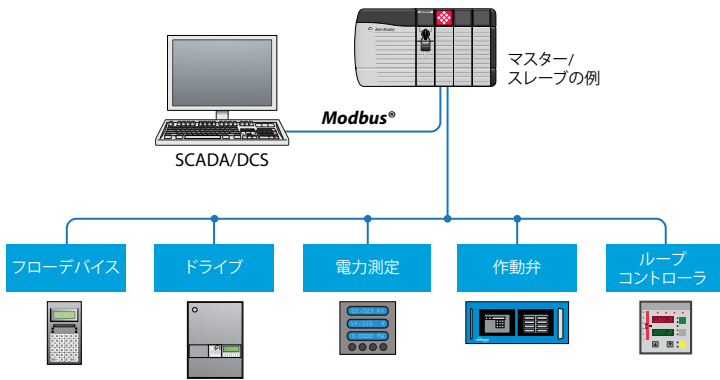 Allen-Bradley
マスター/
スレーブの例
Modbus®
SCADA/DCS
フローデバイス
ドライブ
電力測定
作動弁
ループ
コントローラ